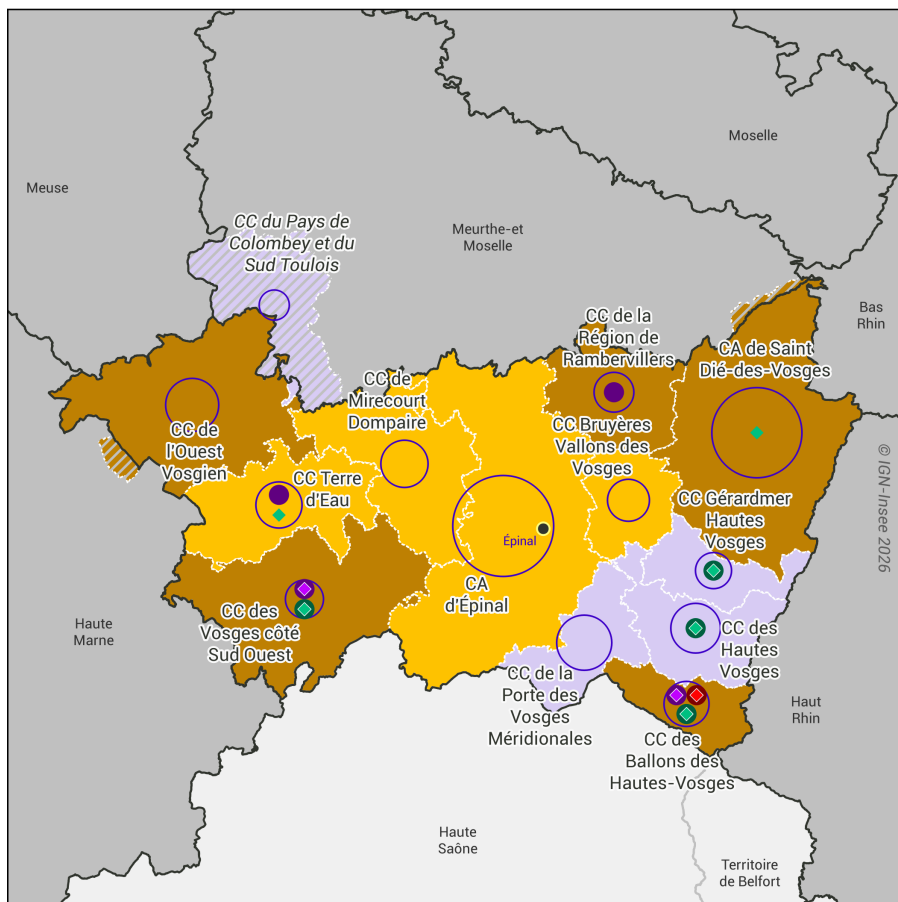 Moselle
Meuse
CC du Pays de
Colombey et du
Sud Toulois
Meurthe-et
Moselle
Bas
Rhin
CC de la
Région de
Rambervillers
CA de Saint
Dié-des-Vosges
CC de
Mirecourt
Dompaire
CC de
l'Ouest
Vosgien
CC Bruyères
Vallons des
Vosges
CC Terre
d'Eau
CC Gérardmer
Hautes
Vosges
© IGN-Insee 2026
Épinal
CA
d'Épinal
Haute
Marne
CC des
Vosges côté
Sud Ouest
CC des
Hautes
Vosges
CC de la
Porte des
Vosges
Méridionales
Haut
Rhin
CC des
Ballons des
Hautes-Vosges
Haute
Saône
Territoire
de Belfort